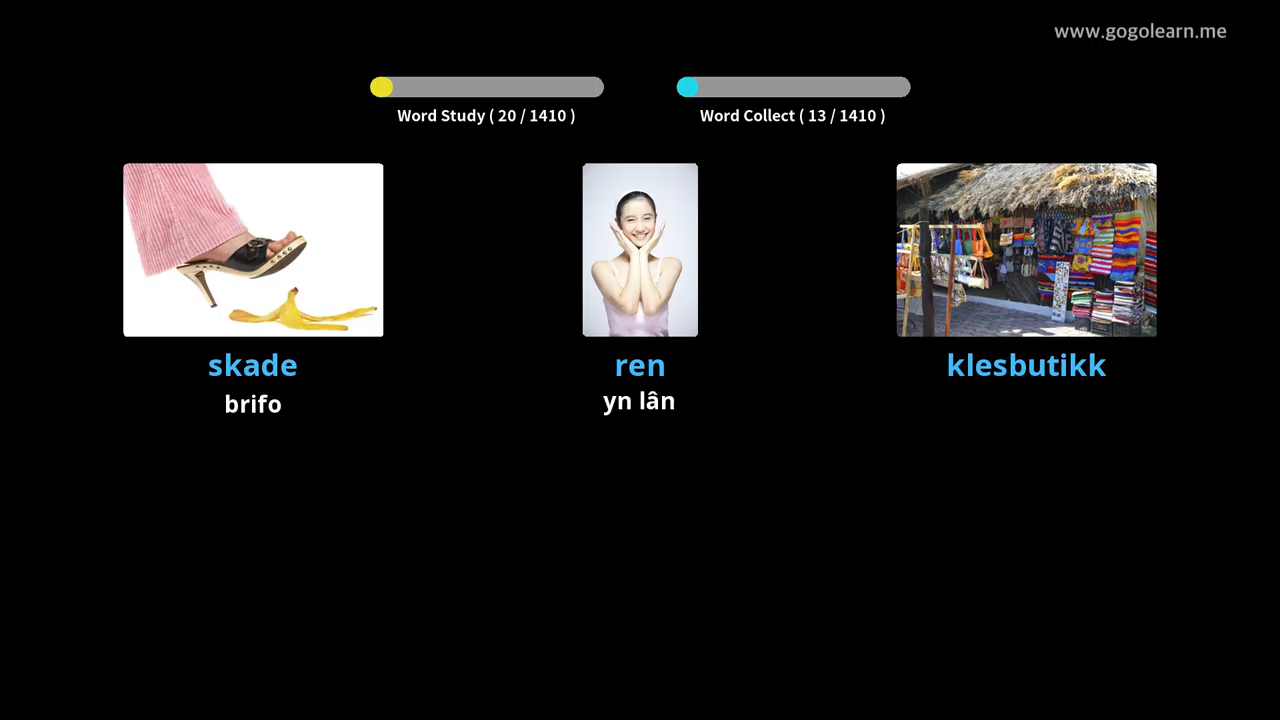 www.gogolearn.me
Word Study ( 20 / 1410 )
Word Collect ( 13 / 1410 )
skade
brifo
ren
yn lân
klesbutikk